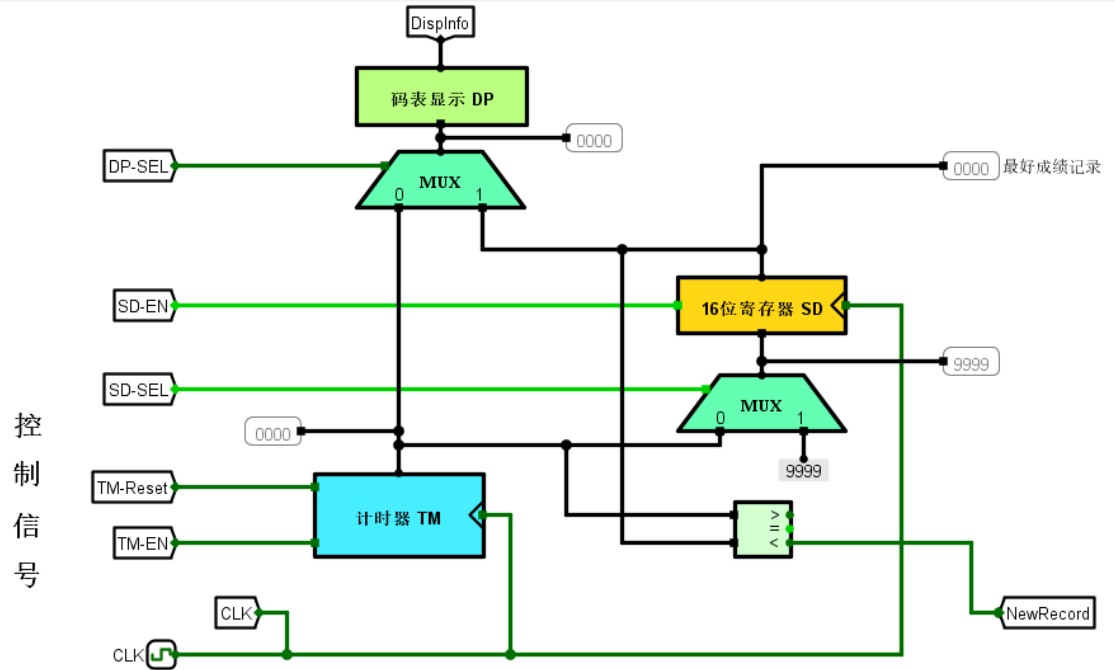 DispInfo
码表显示 DP
0000
DP-SEL
MUX
0 1
0000 最好成绩记录
SD-EN
16位寄存器 SD
9999
SD-SEL
MUX
0 1
9999
0000
控制信号
TM-Reset
计时器 TM
TM-EN
>
=
<
CLK
NewRecord
CLK